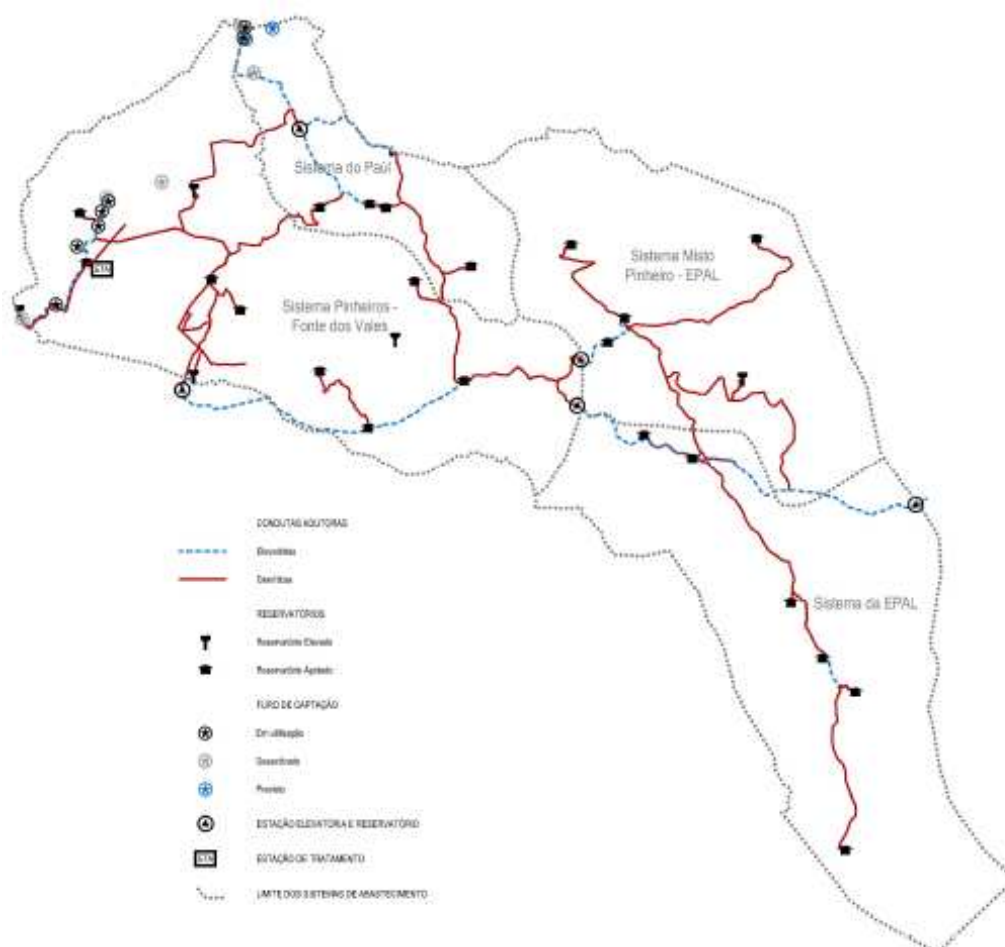 Sistema do Paúl
Sistema Misto
Pinheiro - EPAL
Sistema Pinheiros -
Fonte dos Vales
Sistema da EPAL
CONDUTAS ADUTORAS
Elevatórias
Gravíticas
RESERVATÓRIOS
Reservatório Elevado
Reservatório Apoiado
FURO DE CAPTAÇÃO
Em utilização
Desactivado
Previsto
ESTAÇÃO ELEVATÓRIA E RESERVATÓRIO
ETA
ESTAÇÃO DE TRATAMENTO
LIMITE DOS SISTEMAS DE ABASTECIMENTO